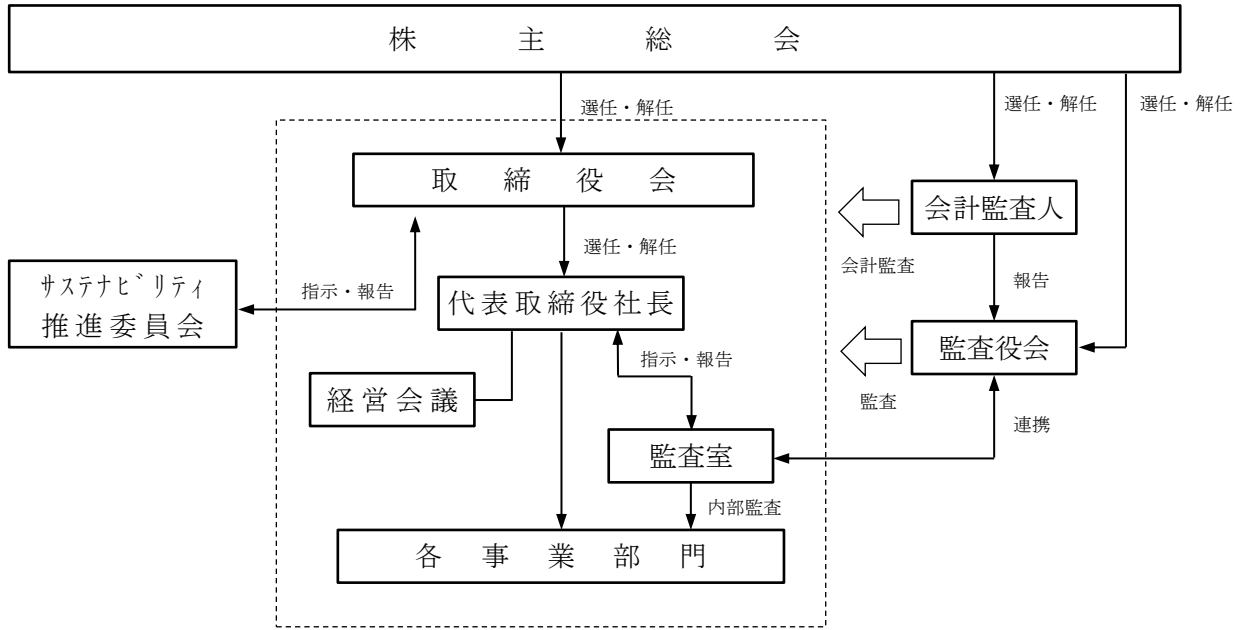 株主総会
選任・解任
選任・解任
選任・解任
取締役会
会計監査人
選任・解任
会計監査
サステナビリティ
推進委員会
指示・報告
代表取締役社長
報告
監査役会
指示・報告
経営会議
監査
連携
監査室
内部監査
各事業部門